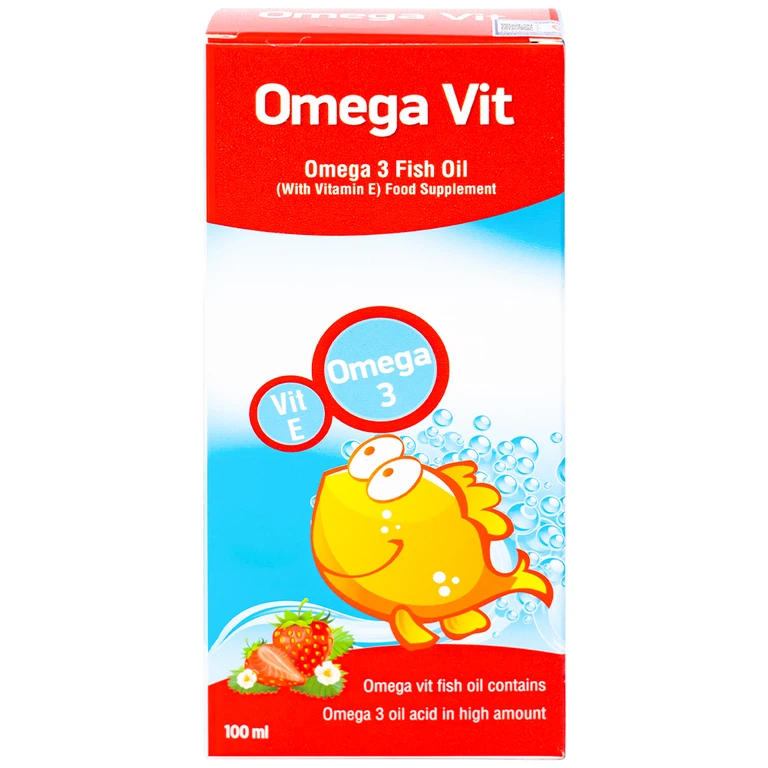 Omega Vit
Omega 3 Fish Oil
(With Vitamin E) Food Supplement
Omega
3
Vit
E
Omega vit fish oil contains
Omega 3 oil acid in high amount
100 ml